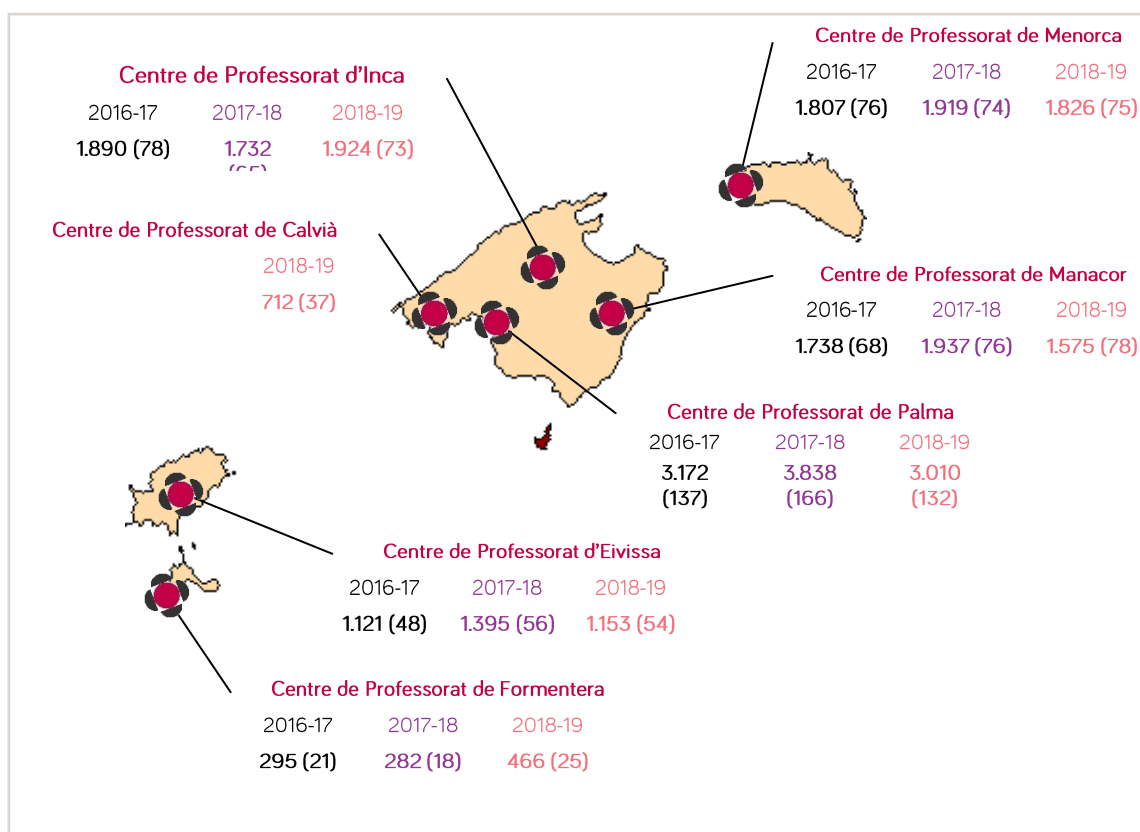 Centre de Professorat de Menorca
2016-17 2017-18 2018-19
1.807 (76) 1.919 (74) 1.826 (75)
Centre de Professorat d'Inca
2016-17 2017-18 2018-19
1.890 (78) 1.732 1.924 (73)
Centre de Professorat de Calvià
2018-19
712 (37)
Centre de Professorat de Manacor
2016-17 2017-18 2018-19
1.738 (68) 1.937 (76) 1.575 (78)
Centre de Professorat de Palma
2016-17 2017-18 2018-19
3.172 3.838 3.010
(137) (166) (132)
Centre de Professorat d'Eivissa
2016-17 2017-18 2018-19
1.121 (48) 1.395 (56) 1.153 (54)
Centre de Professorat de Formentera
2016-17 2017-18 2018-19
295 (21) 282 (18) 466 (25)